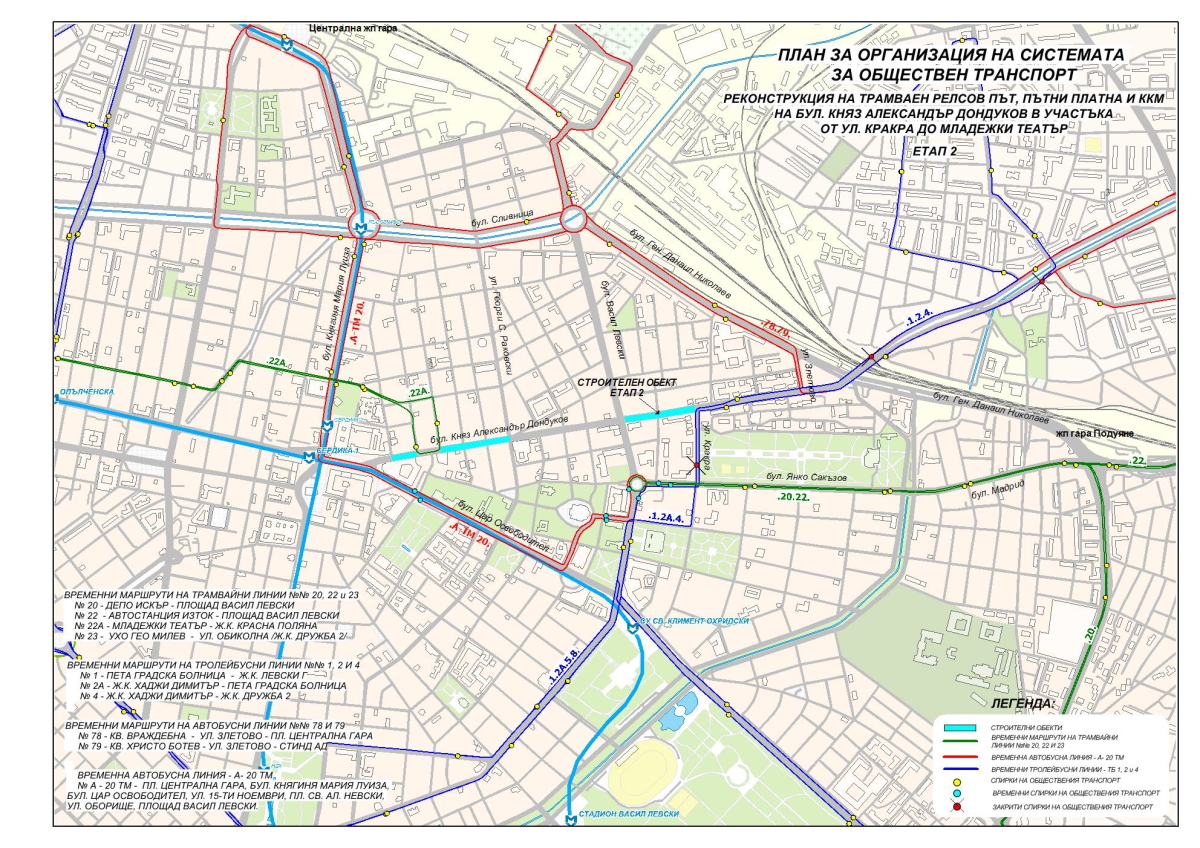 Централна жп гара
ПЛАН ЗА ОРГАНИЗАЦИЯ НА СИСТЕМАТА
ЗА ОБЩЕСТВЕН ТРАНСПОРТ
РЕКОНСТРУКЦИЯ НА ТРАМВАЕН РЕЛСОВ ПЪТ, ПЪТНИ ПЛАТНА И ККМ
НА БУЛ. КНЯЗ АЛЕКСАНДЪР ДОНДУКОВ В УЧАСТЪКА
ОТ УЛ. КРАКРА ДО МЛАДЕЖКИ ТЕАТЪР
ЕТАП 2
бул. Сливница
бул. Ген. Данаил Николаев
бул. Княгиня Мария Луиза
.А-ТМ 20.
ул. Георги С. Раковски
бул. Васил Левски
.78.79.
.1.2.4.
ул. Злетово
.22А.
.22А.
СТРОИТЕЛЕН ОБЕКТ
ЕТАП 2
ОПЪЛЧЕНСКА
бул. Ген. Данаил Николаев
бул. Княз Александър Дондуков
ул. Кракра
жп гара Подуяне
СЕРДИКА 1
.22.
бул. Янко Сакъзов
.20.22.
бул. Мадрид
бул. Цар Освободител
.А-ТМ 20.
.1.2А.4.
ВРЕМЕННИ МАРШРУТИ НА ТРАМВАЙНИ ЛИНИИ №№ 20, 22 и 23
№ 20 - ДЕПО ИСКЪР - ПЛОЩАД ВАСИЛ ЛЕВСКИ
№ 22 - АВТОСТАНЦИЯ ИЗТОК - ПЛОЩАД ВАСИЛ ЛЕВСКИ
№ 22А - МЛАДЕЖКИ ТЕАТЪР - Ж.К. КРАСНА ПОЛЯНА
№ 23 - УХО ГЕО МИЛЕВ - УЛ. ОБИКОЛНА /Ж.К. ДРУЖБА 2/
СУ СВ. КЛИМЕНТ ОХРИДСКИ
.20.
.1.2А.5.8.
ВРЕМЕННИ МАРШРУТИ НА ТРОЛЕЙБУСНИ ЛИНИИ №№ 1, 2 И 4
№ 1 - ПЕТА ГРАДСКА БОЛНИЦА - Ж.К. ЛЕВСКИ Г
№ 2А - Ж.К. ХАДЖИ ДИМИТЪР - ПЕТА ГРАДСКА БОЛНИЦА
№ 4 - Ж.К. ХАДЖИ ДИМИТЪР - Ж.К. ДРУЖБА 2
ВРЕМЕННИ МАРШРУТИ НА АВТОБУСНИ ЛИНИИ №№ 78 И 79
№ 78 - КВ. ВРАЖДЕБНА - УЛ. ЗЛЕТОВО - ПЛ. ЦЕНТРАЛНА ГАРА
№ 79 - КВ. ХРИСТО БОТЕВ - УЛ. ЗЛЕТОВО - СТИНД АД
ВРЕМЕННА АВТОБУСНА ЛИНИЯ - А- 20 ТМ
№ А - 20 ТМ - ПЛ. ЦЕНТРАЛНА ГАРА, БУЛ. КНЯГИНЯ МАРИЯ ЛУИЗА,
БУЛ. ЦАР ОСВОБОДИТЕЛ, УЛ. 15-ТИ НОЕМВРИ, ПЛ. СВ. АЛ. НЕВСКИ,
УЛ. ОБОРИЩЕ, ПЛОЩАД ВАСИЛ ЛЕВСКИ.
СТАДИОН ВАСИЛ ЛЕВСКИ
ЛЕГЕНДА:
СТРОИТЕЛНИ ОБЕКТИ
ВРЕМЕННИ МАРШРУТИ НА ТРАМВАЙНИ
ЛИНИИ №№ 20, 22 И 23
ВРЕМЕННА АВТОБУСНА ЛИНИЯ - А- 20 ТМ
ВРЕМЕННИ ТРОЛЕЙБУСНИ ЛИНИИ - ТБ 1, 2 и 4
СПИРКИ НА ОБЩЕСТВЕНИЯ ТРАНСПОРТ
ВРЕМЕННИ СПИРКИ НА ОБЩЕСТВЕНИЯ ТРАНСПОРТ
ЗАКРИТИ СПИРКИ НА ОБЩЕСТВЕНИЯ ТРАНСПОРТ